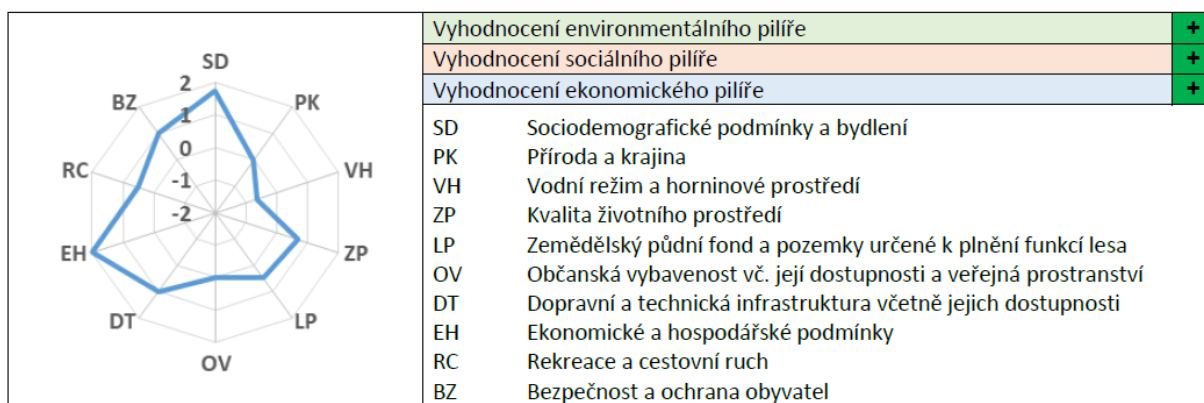 SD
2
1
0
-1
-2
PK
VH
ZP
LP
OV
DT
EH
RC
BZ
Vyhodnocení environmentálního pilíře +
Vyhodnocení sociálního pilíře +
Vyhodnocení ekonomického pilíře +
SD Sociodemografické podmínky a bydlení
PK Příroda a krajina
VH Vodní režim a horninové prostředí
ZP Kvalita životního prostředí
LP Zemědělský půdní fond a pozemky určené k plnění funkcí lesa
OV Občanská vybavenost vč. její dostupnosti a veřejná prostranství
DT Dopravní a technická infrastruktura včetně jejich dostupnosti
EH Ekonomické a hospodářské podmínky
RC Rekreace a cestovní ruch
BZ Bezpečnost a ochrana obyvatel